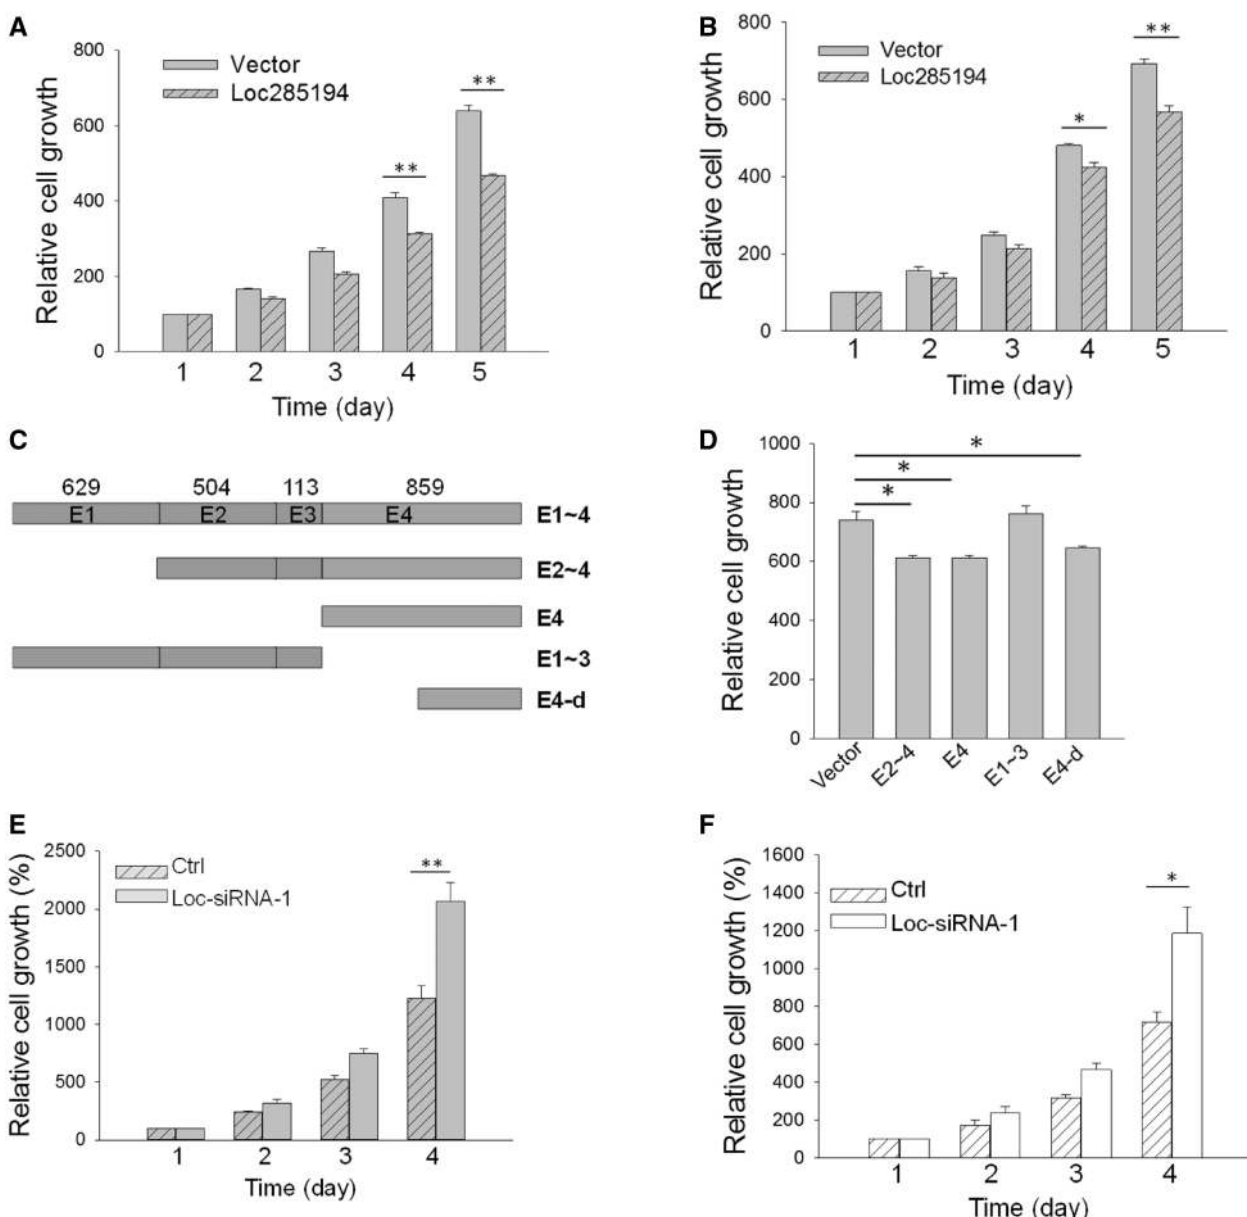 A
Relative cell growth
800
600
400
200
0
Vector
Loc285194
**
**
1 2 3 4 5
Time (day)
B
Relative cell growth
800
600
400
200
0
Vector
Loc285194
*
**
1 2 3 4 5
Time (day)
C
629 504 113 859
E1 E2 E3 E4 E1~4
E2~4
E4
E1~3
E4-d
D
Relative cell growth
1000
800
600
400
200
0
*
*
*
Vector E2~4 E4 E1~3 E4-d
E
Relative cell growth (%)
2500
2000
1500
1000
500
0
Ctrl
Loc-siRNA-1
**
1 2 3 4
Time (day)
F
Relative cell growth (%)
1600
1400
1200
1000
800
600
400
200
0
Ctrl
Loc-siRNA-1
*
1 2 3 4
Time (day)